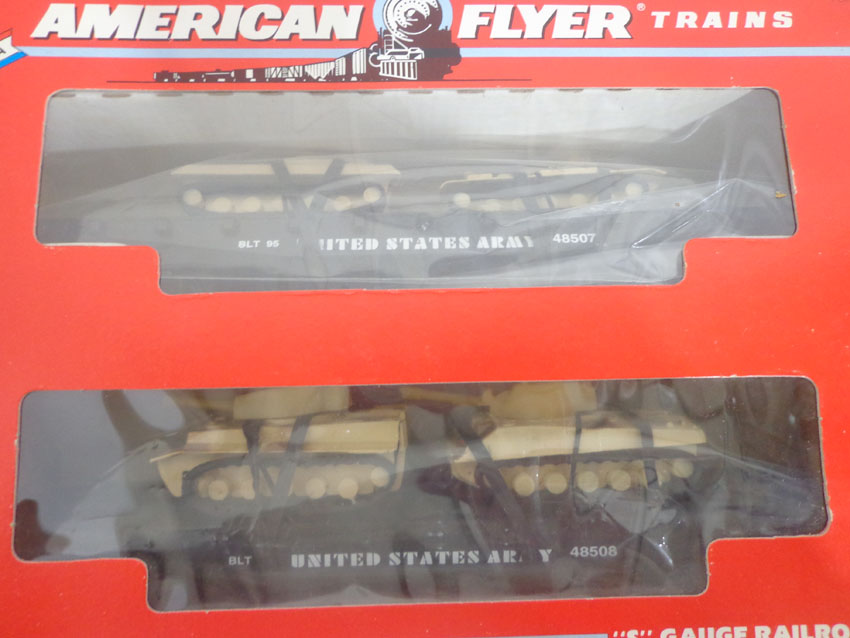 AMERICAN FLYER® TRAINS
BLT 95 UNITED STATES ARMY 48507
BLT UNITED STATES ARMY 48508
"S" GAUGE RAILRO